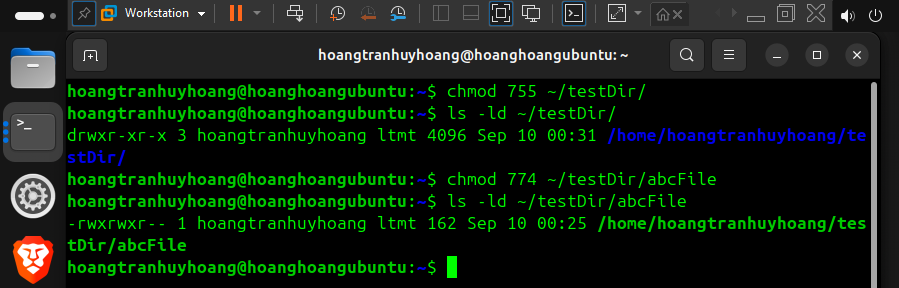 Workstation
hoangtranhuyhoang@hoanghoangubuntu: ~
hoangtranhuyhoang@hoanghoangubuntu:~$ chmod 755 ~/testDir/
hoangtranhuyhoang@hoanghoangubuntu:~$ ls -ld ~/testDir/
drwxr-xr-x 3 hoangtranhuyhoang ltmt 4096 Sep 10 00:31 /home/hoangtranhuyhoang/te
stDir/
hoangtranhuyhoang@hoanghoangubuntu:~$ chmod 774 ~/testDir/abcFile
hoangtranhuyhoang@hoanghoangubuntu:~$ ls -ld ~/testDir/abcFile
-rwxrwxr-- 1 hoangtranhuyhoang ltmt 162 Sep 10 00:25 /home/hoangtranhuyhoang/tes
tDir/abcFile
hoangtranhuyhoang@hoanghoangubuntu:~$